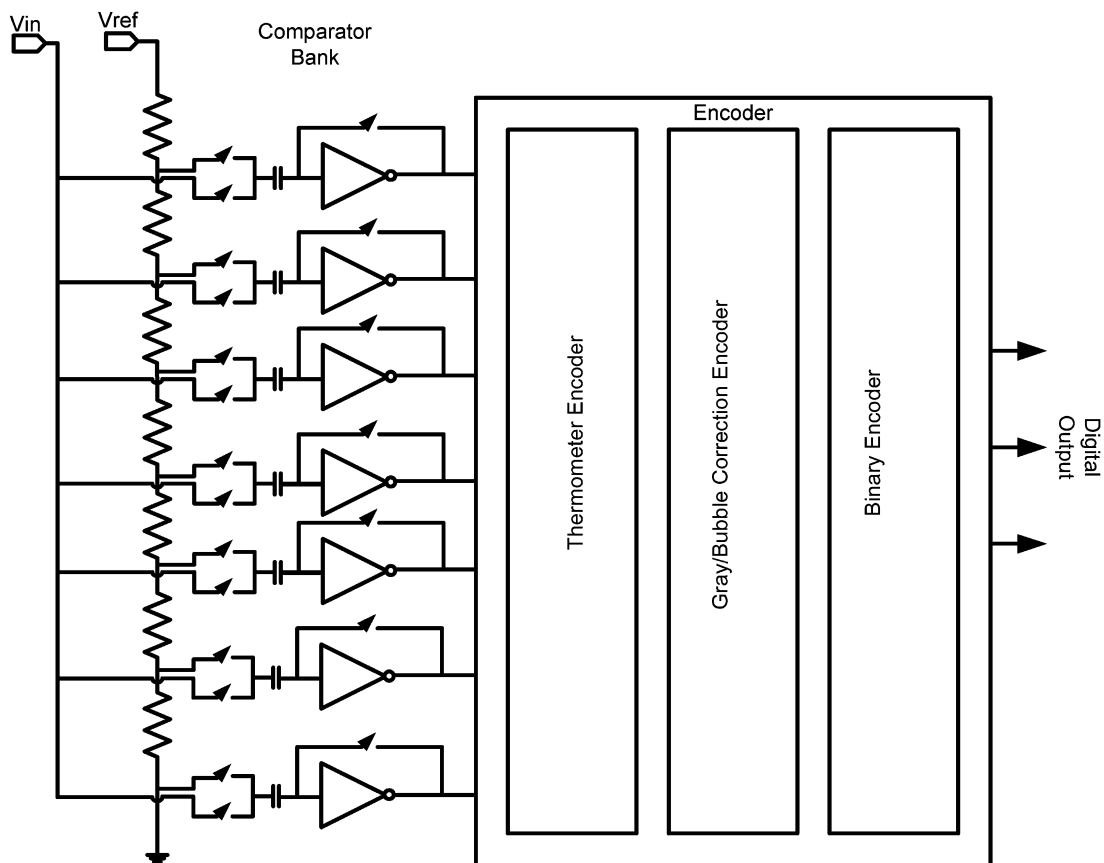 Vin
Vref
Comparator
Bank
Encoder
Thermometer Encoder
Gray/Bubble Correction Encoder
Binary Encoder
Digital
Output